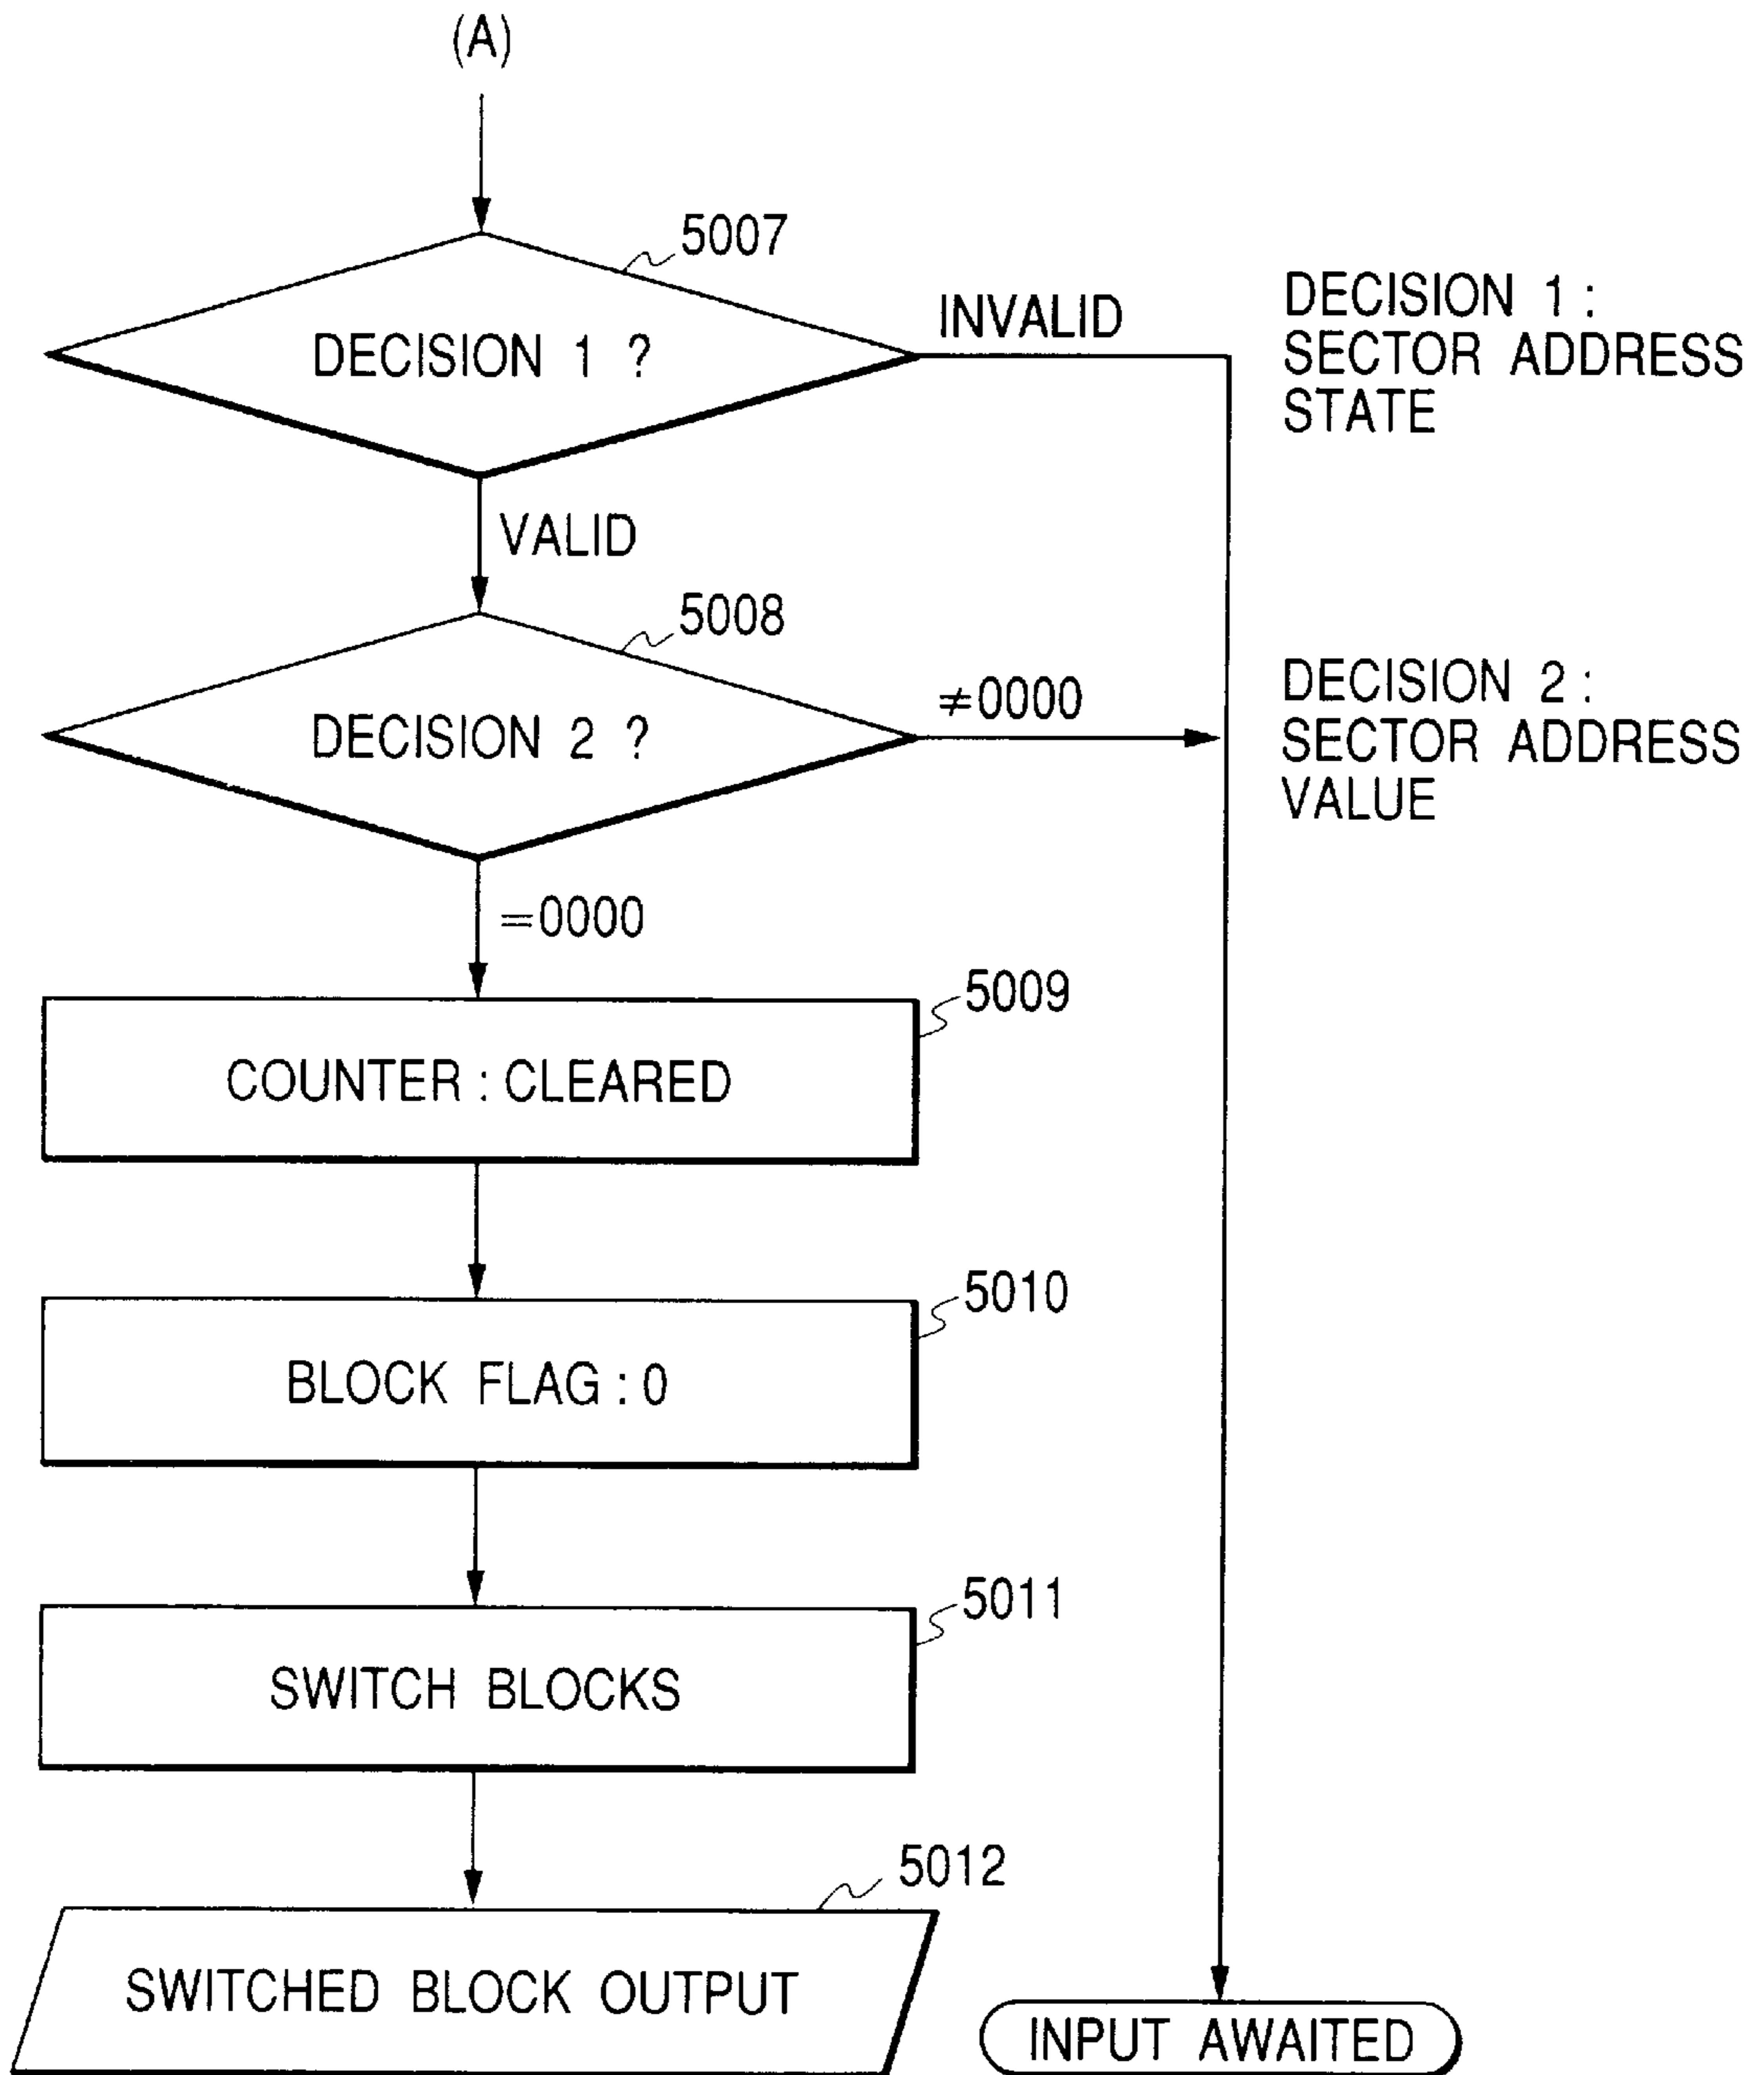 (A)
5007
INVALID
DECISION 1 ?
DECISION 1 :
SECTOR ADDRESS
STATE
VALID
5008
≠0000
DECISION 2 ?
DECISION 2 :
SECTOR ADDRESS
VALUE
=0000
5009
COUNTER : CLEARED
5010
BLOCK FLAG : 0
5011
SWITCH BLOCKS
5012
SWITCHED BLOCK OUTPUT
INPUT AWAITED